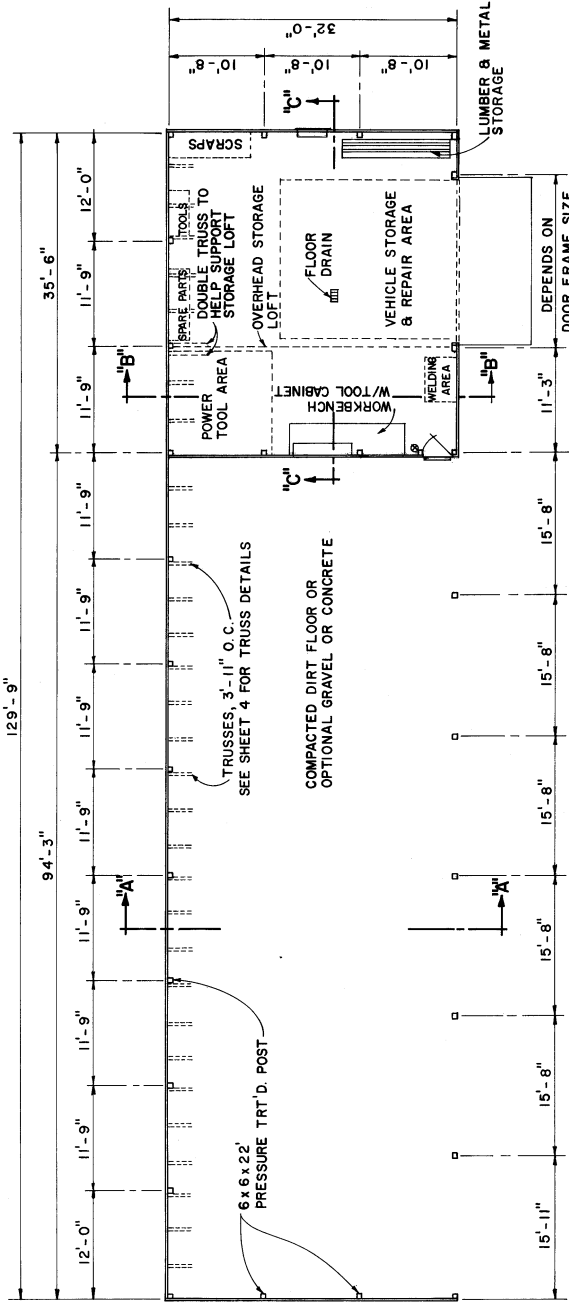 129'-9"
94'-3"
35'-6"
12'-0"
11'-9"
11'-9"
11'-9"
11'-9"
11'-9"
11'-9"
11'-9"
11'-9"
11'-9"
12'-0"
32'-0"
10'-8"
10'-8"
10'-8"
"A"
"B"
"C"
6 x 6 x 22'
PRESSURE TRT'D. POST
TRUSSES, 3'-11" O.C.
SEE SHEET 4 FOR TRUSS DETAILS
COMPACTED DIRT FLOOR OR
OPTIONAL GRAVEL OR CONCRETE
POWER
TOOL AREA
SPARE PARTS
TOOLS
SCRAPS
DOUBLE TRUSS TO
HELP SUPPORT
STORAGE LOFT
OVERHEAD STORAGE
LOFT
FLOOR
DRAIN
WORKBENCH
W/TOOL CABINET
VEHICLE STORAGE
& REPAIR AREA
WELDING
AREA
LUMBER & METAL
STORAGE
"A"
"B"
"C"
15'-11"
15'-8"
15'-8"
15'-8"
15'-8"
15'-8"
11'-3"
DEPENDS ON
DOOR FRAME SIZE